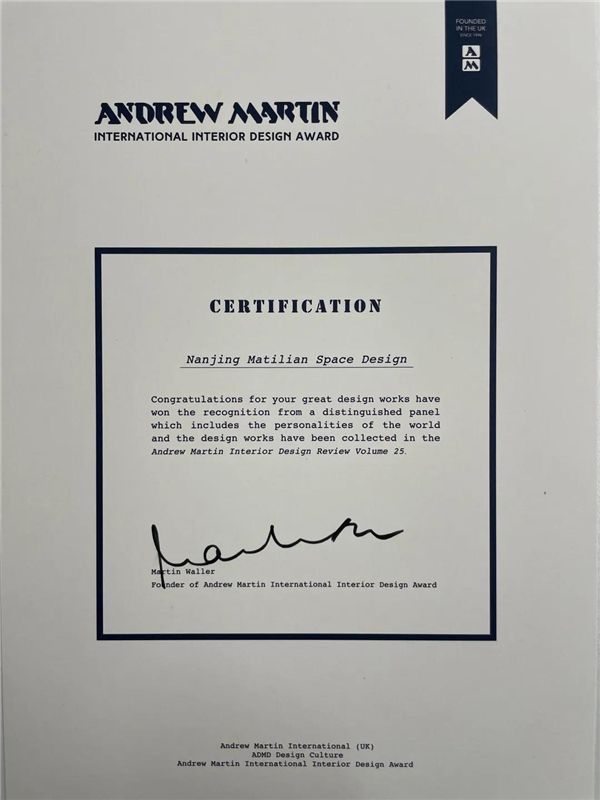 FOUNDED
IN THE UK
SINCE 1978
AM
ANDREW MARTIN
INTERNATIONAL INTERIOR DESIGN AWARD
CERTIFICATION
Nanjing Matilian Space Design
Congratulations for your great design works have
won the recognition from a distinguished panel
which includes the personalities of the world
and the design works have been collected in the
Andrew Martin Interior Design Review Volume 25.
Martin Waller
Founder of Andrew Martin International Interior Design Award
Andrew Martin International (UK)
ADMD Design Culture
Andrew Martin International Interior Design Award